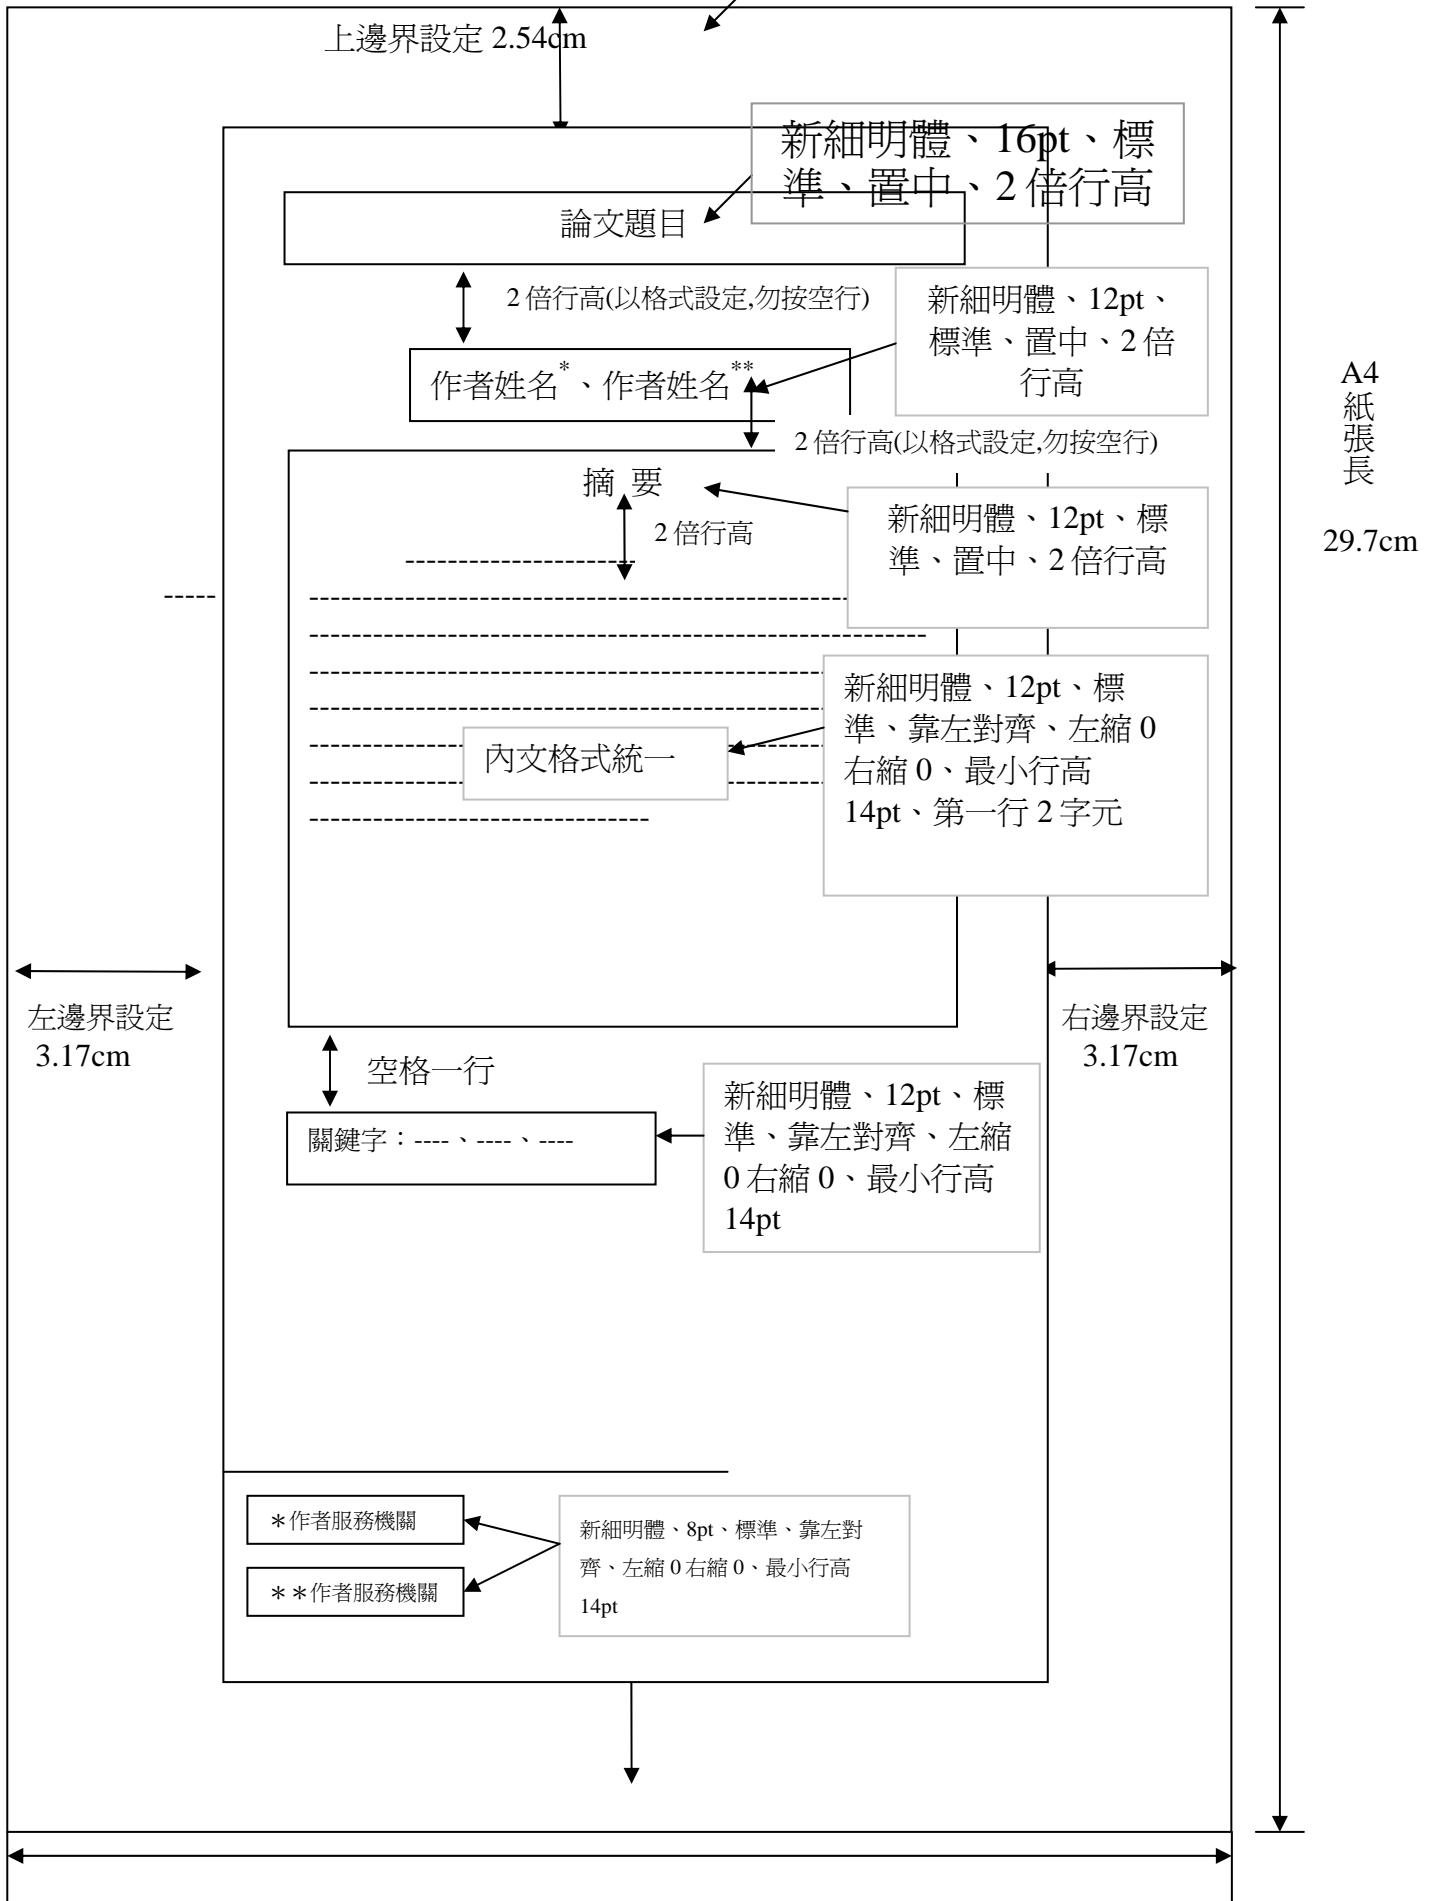 上邊界設定 2.54cm
新細明體、16pt、標
準、置中、2 倍行高
論文題目
2 倍行高(以格式設定,勿按空行)
新細明體、12pt、
標準、置中、2 倍
行高
作者姓名*、作者姓名**
2 倍行高(以格式設定,勿按空行)
A4
紙
張
長
29.7cm
摘 要
2 倍行高
新細明體、12pt、標
準、置中、2 倍行高
新細明體、12pt、標
準、靠左對齊、左縮 0
右縮 0、最小行高
14pt、第一行 2 字元
內文格式統一
左邊界設定
3.17cm
右邊界設定
3.17cm
空格一行
關鍵字：----、----、----
新細明體、12pt、標
準、靠左對齊、左縮
0 右縮 0、最小行高
14pt
＊作者服務機關
＊＊作者服務機關
新細明體、8pt、標準、靠左對
齊、左縮 0 右縮 0、最小行高
14pt